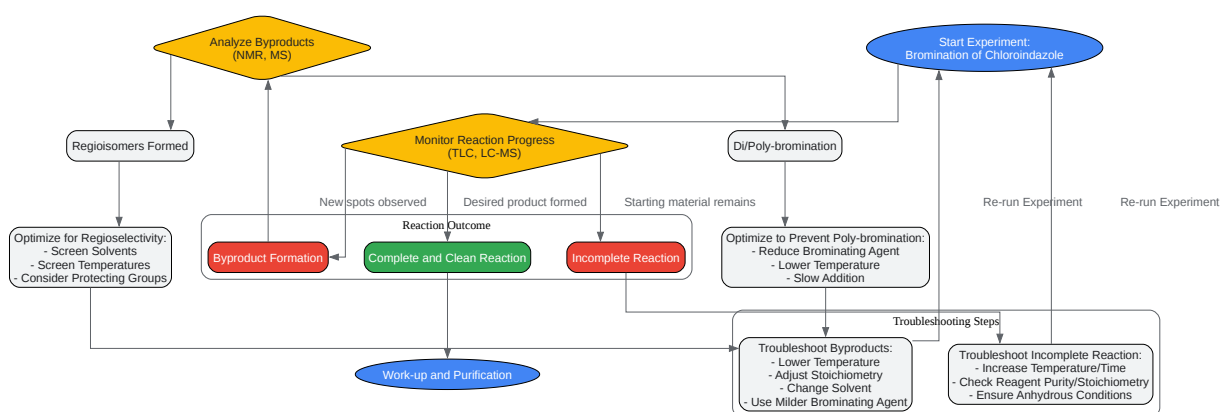 Analyze Byproducts
(NMR, MS)
Start Experiment:
Bromination of Chloroindazole
Regioisomers Formed
Monitor Reaction Progress
(TLC, LC-MS)
Di/Poly-bromination
New spots observed
Desired product formed
Starting material remains
Re-run Experiment
Re-run Experiment
Reaction Outcome
Optimize for Regioselectivity:
- Screen Solvents
- Screen Temperatures
- Consider Protecting Groups
Byproduct Formation
Complete and Clean Reaction
Incomplete Reaction
Optimize to Prevent Poly-bromination:
- Reduce Brominating Agent
- Lower Temperature
- Slow Addition
Troubleshooting Steps
Work-up and Purification
Troubleshoot Byproducts:
- Lower Temperature
- Adjust Stoichiometry
- Change Solvent
- Use Milder Brominating Agent
Troubleshoot Incomplete Reaction:
- Increase Temperature/Time
- Check Reagent Purity/Stoichiometry
- Ensure Anhydrous Conditions